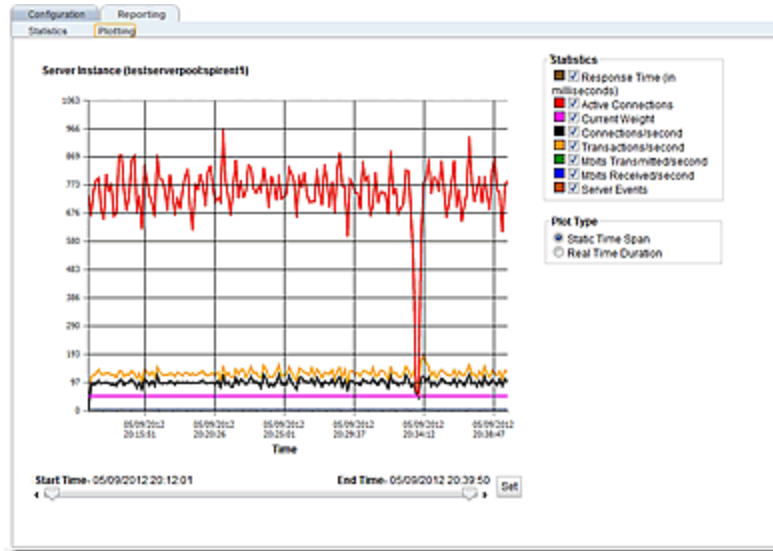 Configuration Reporting
Statistics Plotting
Server Instance (testserverpool:spirent1)
1063
966
869
773
676
580
483
386
290
193
97
0
05/09/2012 05/09/2012 05/09/2012 05/09/2012 05/09/2012 05/09/2012
20:15:51 20:20:26 20:25:01 20:29:37 20:34:12 20:38:47
Time
Start Time- 05/09/2012 20:12:01 End Time- 05/09/2012 20:39:50
Set
Statistics
Response Time (in
milliseconds)
Active Connections
Current Weight
Connections/second
Transactions/second
Mbits Transmitted/second
Mbits Received/second
Server Events
Plot Type
Static Time Span
Real Time Duration